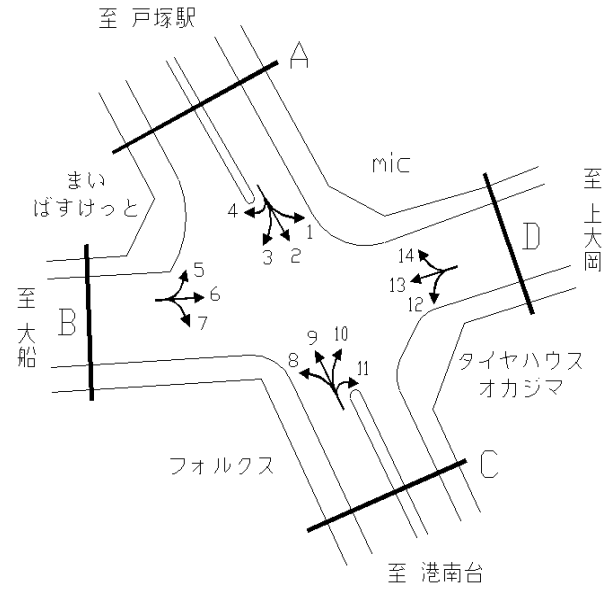 至 戸塚駅
A
まい
ばすけっと
mic
至 上大岡
4
1
3
2
14
D
5
13
6
12
7
至 大船
B
9
10
8
11
タイヤハウス
オカジマ
フォルクス
C
至 港南台